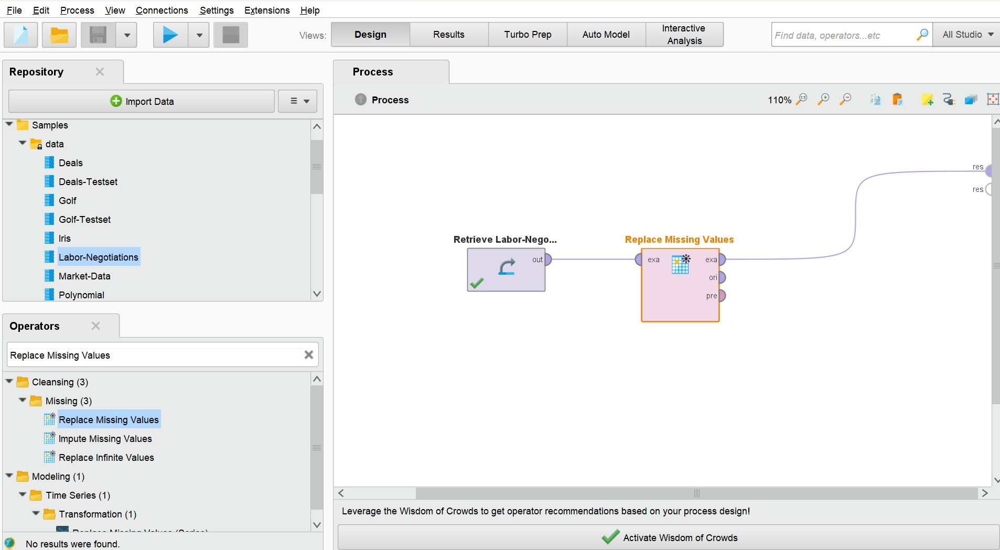 File Edit Process View Connections Settings Extensions Help
Views: Design Results Turbo Prep Auto Model Interactive Analysis
Find data, operators...etc
All Studio
Repository
Import Data
Samples
data
Deals
Deals-Testset
Golf
Golf-Testset
Iris
Labor-Negotiations
Market-Data
Polynomial
Operators
Replace Missing Values
Cleansing (3)
Missing (3)
Replace Missing Values
Impute Missing Values
Replace Infinite Values
Modeling (1)
Time Series (1)
Transformation (1)
Replace Missing Values (Series)
No results were found.
Process
Process
110%
res
res
Retrieve Labor-Nego...
out
Replace Missing Values
exa exa
ori
pre
Leverage the Wisdom of Crowds to get operator recommendations based on your process design!
Activate Wisdom of Crowds